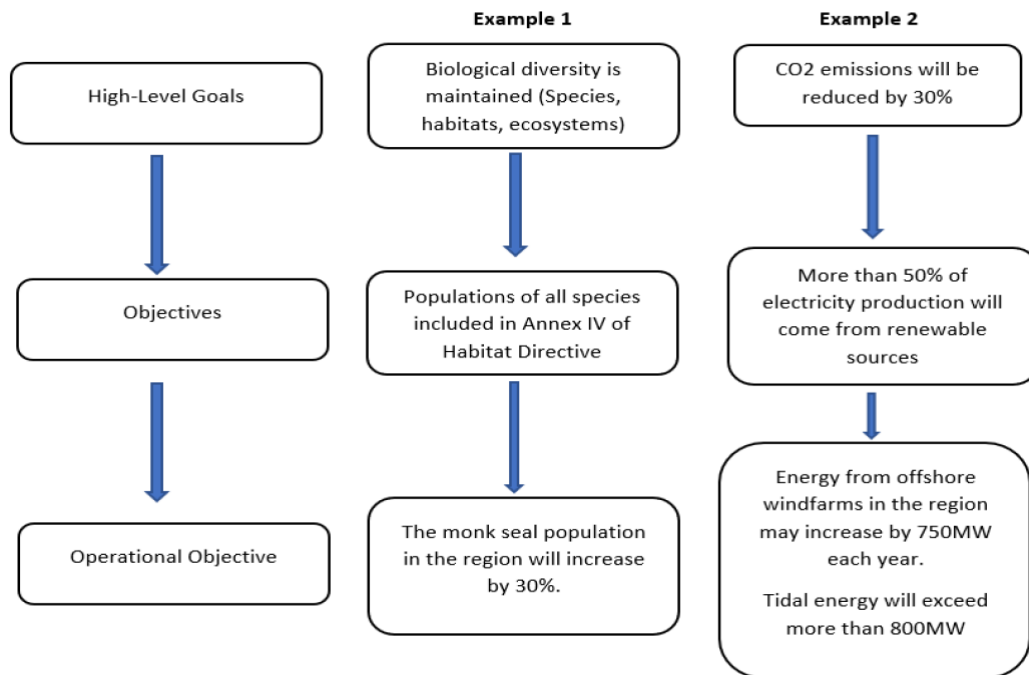 Example 1
Example 2
High-Level Goals
Biological diversity is
maintained (Species,
habitats, ecosystems)
CO2 emissions will be
reduced by 30%
Objectives
Populations of all species
included in Annex IV of
Habitat Directive
More than 50% of
electricity production will
come from renewable
sources
Operational Objective
The monk seal population
in the region will increase
by 30%.
Energy from offshore
windfarms in the region
may increase by 750MW
each year.
Tidal energy will exceed
more than 800MW